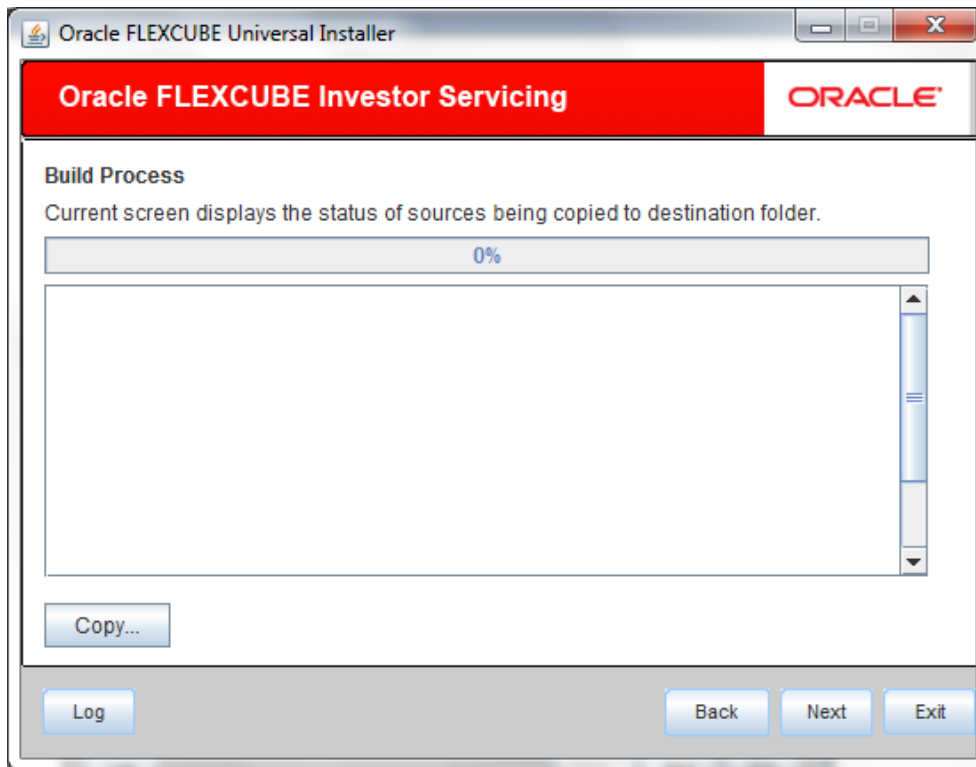 Oracle FLEXCUBE Universal Installer
Oracle FLEXCUBE Investor Servicing
ORACLE
Build Process
Current screen displays the status of sources being copied to destination folder.
0%
Copy...
Log
Back
Next
Exit